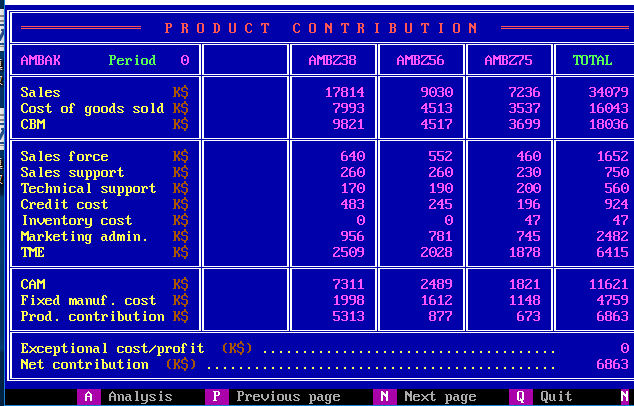 PRODUCT CONTRIBUTION
AMBAK Period 0 AMBZ38 AMBZ56 AMBZ75 TOTAL
Sales K$ 17814 9030 7236 34079
Cost of goods sold K$ 7993 4513 3537 16043
CBM K$ 9821 4517 3699 18036
Sales force K$ 640 552 460 1652
Sales support K$ 260 260 230 750
Technical support K$ 170 190 200 560
Credit cost K$ 483 245 196 924
Inventory cost K$ 0 0 47 47
Marketing admin. K$ 956 781 745 2482
TME K$ 2509 2028 1878 6415
CAM K$ 7311 2489 1821 11621
Fixed manuf. cost K$ 1998 1612 1148 4759
Prod. contribution K$ 5313 877 673 6863
Exceptional cost/profit (K$) ..................................... 0
Net contribution (K$) ........................................ 6863
A Analysis P Previous page N Next page Q Quit N